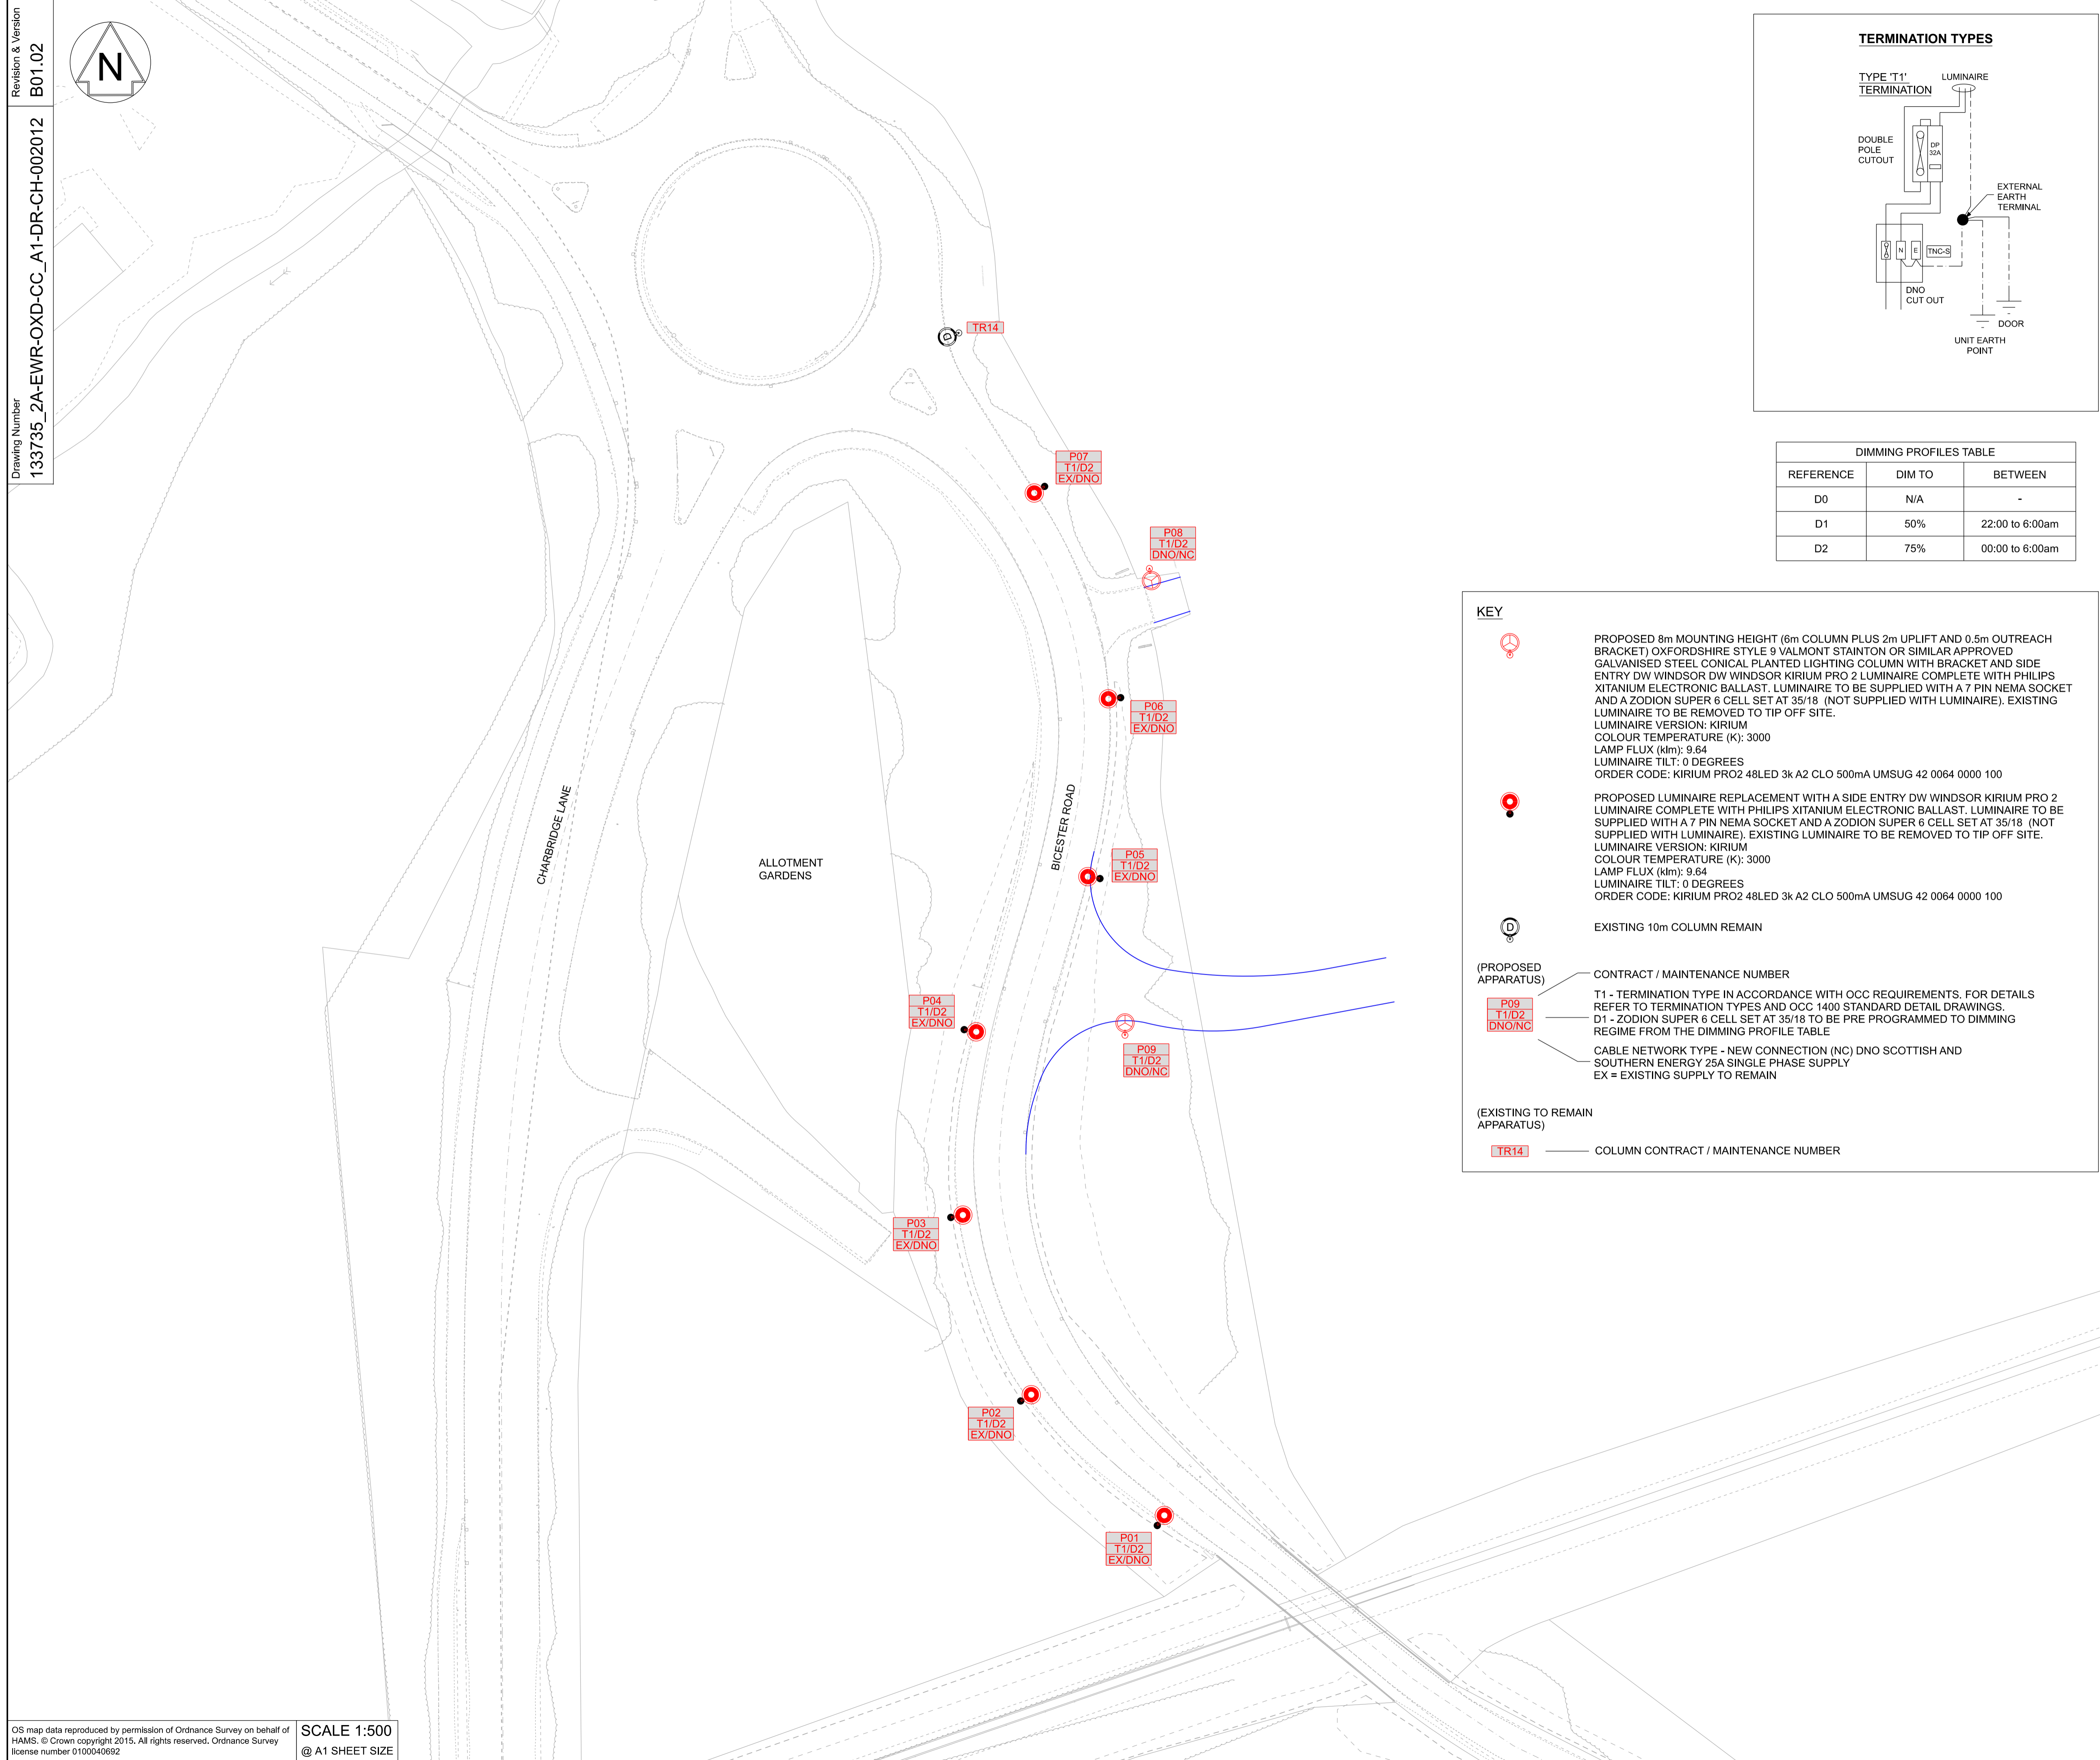 Revision & Version
B01.02
Drawing Number
133735_2A-EWR-OXD-CC_A1-DR-CH-002012
N
TERMINATION TYPES
TYPE 'T1'
TERMINATION
LUMINAIRE
DOUBLE
POLE
CUTOUT
DP
32A
EXTERNAL
EARTH
TERMINAL
N
E
TNC-S
DNO
CUT OUT
DOOR
UNIT EARTH
POINT
DIMMING PROFILES TABLE
REFERENCE DIM TO BETWEEN
D0 N/A -
D1 50% 22:00 to 6:00am
D2 75% 00:00 to 6:00am
D
TR14
P07
T1/D2
EX/DNO
P08
T1/D2
DNO/NC
P06
T1/D2
EX/DNO
CHARBRIDGE LANE
ALLOTMENT
GARDENS
BICESTER ROAD
P05
T1/D2
EX/DNO
P04
T1/D2
EX/DNO
P09
T1/D2
DNO/NC
P03
T1/D2
EX/DNO
P02
T1/D2
EX/DNO
P01
T1/D2
EX/DNO
KEY
PROPOSED 8m MOUNTING HEIGHT (6m COLUMN PLUS 2m UPLIFT AND 0.5m OUTREACH
BRACKET) OXFORDSHIRE STYLE 9 VALMONT STAINTON OR SIMILAR APPROVED
GALVANISED STEEL CONICAL PLANTED LIGHTING COLUMN WITH BRACKET AND SIDE
ENTRY DW WINDSOR DW WINDSOR KIRIUM PRO 2 LUMINAIRE COMPLETE WITH PHILIPS
XITANIUM ELECTRONIC BALLAST. LUMINAIRE TO BE SUPPLIED WITH A 7 PIN NEMA SOCKET
AND A ZODION SUPER 6 CELL SET AT 35/18 (NOT SUPPLIED WITH LUMINAIRE). EXISTING
LUMINAIRE TO BE REMOVED TO TIP OFF SITE.
LUMINAIRE VERSION: KIRIUM
COLOUR TEMPERATURE (K): 3000
LAMP FLUX (klm): 9.64
LUMINAIRE TILT: 0 DEGREES
ORDER CODE: KIRIUM PRO2 48LED 3k A2 CLO 500mA UMSUG 42 0064 0000 100
PROPOSED LUMINAIRE REPLACEMENT WITH A SIDE ENTRY DW WINDSOR KIRIUM PRO 2
LUMINAIRE COMPLETE WITH PHILIPS XITANIUM ELECTRONIC BALLAST. LUMINAIRE TO BE
SUPPLIED WITH A 7 PIN NEMA SOCKET AND A ZODION SUPER 6 CELL SET AT 35/18 (NOT
SUPPLIED WITH LUMINAIRE). EXISTING LUMINAIRE TO BE REMOVED TO TIP OFF SITE.
LUMINAIRE VERSION: KIRIUM
COLOUR TEMPERATURE (K): 3000
LAMP FLUX (klm): 9.64
LUMINAIRE TILT: 0 DEGREES
ORDER CODE: KIRIUM PRO2 48LED 3k A2 CLO 500mA UMSUG 42 0064 0000 100
D
EXISTING 10m COLUMN REMAIN
(PROPOSED
APPARATUS)
P09
T1/D2
DNO/NC
CONTRACT / MAINTENANCE NUMBER
T1 - TERMINATION TYPE IN ACCORDANCE WITH OCC REQUIREMENTS. FOR DETAILS
REFER TO TERMINATION TYPES AND OCC 1400 STANDARD DETAIL DRAWINGS.
D1 - ZODION SUPER 6 CELL SET AT 35/18 TO BE PRE PROGRAMMED TO DIMMING
REGIME FROM THE DIMMING PROFILE TABLE
CABLE NETWORK TYPE - NEW CONNECTION (NC) DNO SCOTTISH AND
SOUTHERN ENERGY 25A SINGLE PHASE SUPPLY
EX = EXISTING SUPPLY TO REMAIN
(EXISTING TO REMAIN
APPARATUS)
TR14
COLUMN CONTRACT / MAINTENANCE NUMBER
OS map data reproduced by permission of Ordnance Survey on behalf of
HAMS. © Crown copyright 2015. All rights reserved. Ordnance Survey
license number 0100040692
SCALE 1:500
@ A1 SHEET SIZE